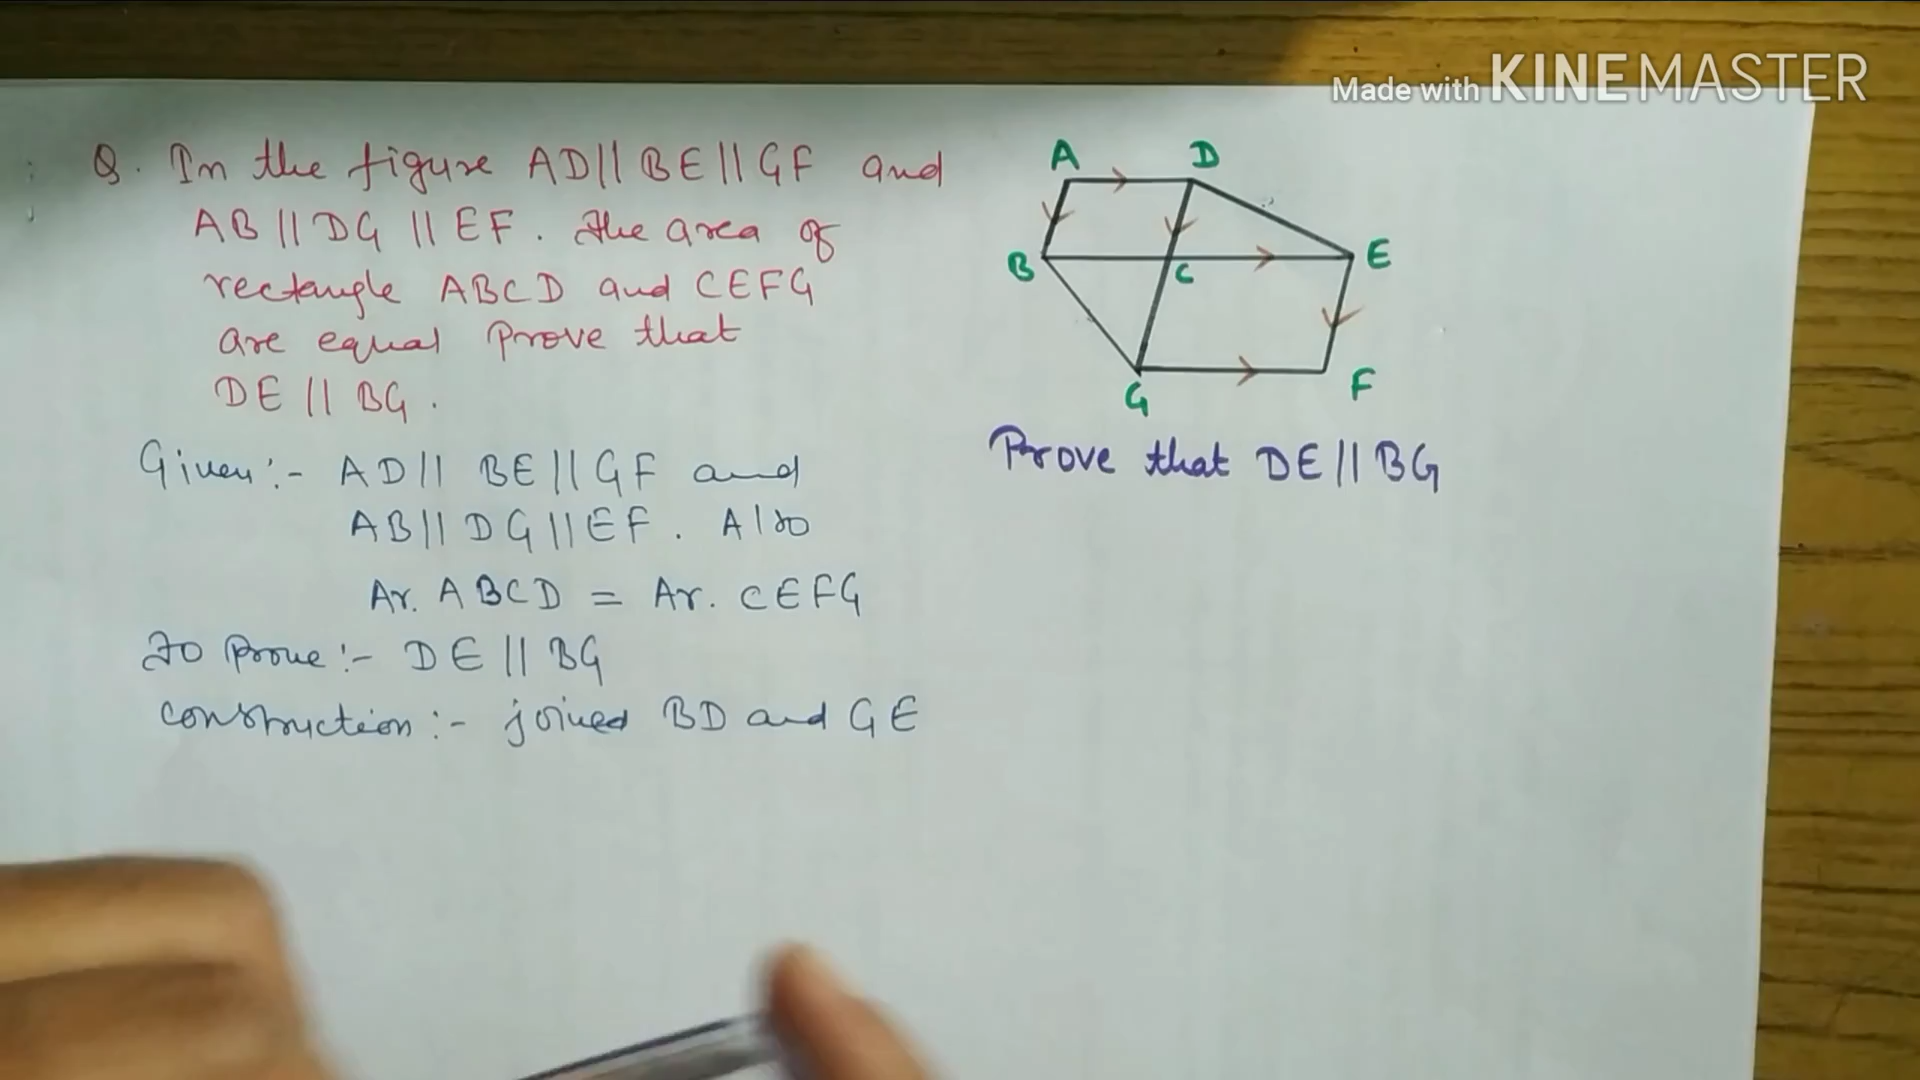 Made with KINEMASTER
Q. In the figure AD || BE || GF and
AB || DG || EF. The area of
rectangle ABCD and CEFG
are equal Prove that
DE || BG.
A D
B C E
G F
Prove that DE || BG
Given:- AD || BE || GF and
AB || DG || EF. Also
Ar. ABCD = Ar. CEFG
To prove:- DE || BG
construction:- joined BD and GE